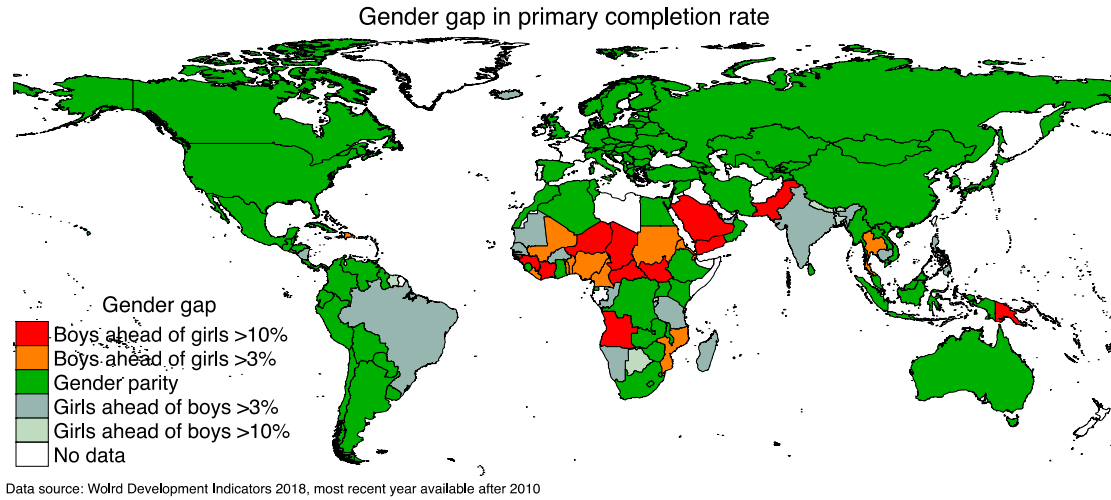 Gender gap in primary completion rate
Gender gap
Boys ahead of girls >10%
Boys ahead of girls >3%
Gender parity
Girls ahead of boys >3%
Girls ahead of boys >10%
No data
Data source: Wolrd Development Indicators 2018, most recent year available after 2010